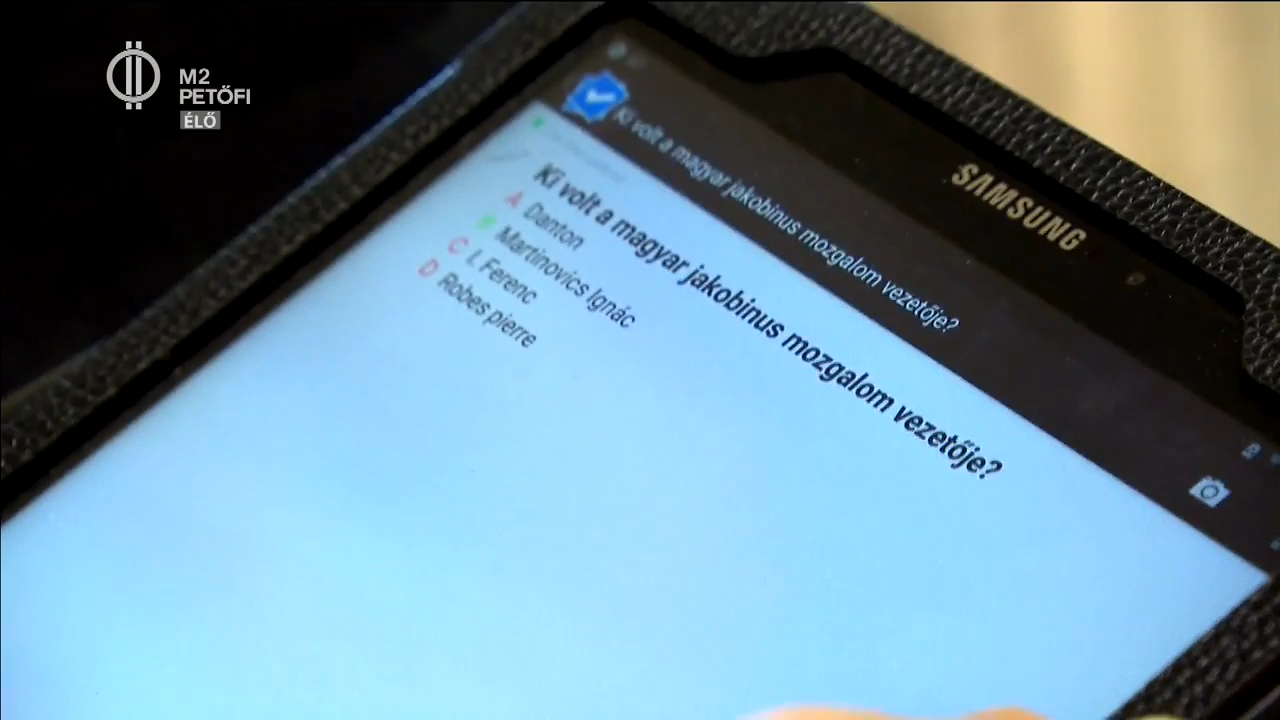 M2
PETŐFI
ÉLŐ
SAMSUNG
Ki volt a magyar jakobinus mozgalom vezetője?
Ki volt a magyar jakobinus mozgalom vezetője?
A Danton
B Martinovics Ignác
C I. Ferenc
D Robes pierre